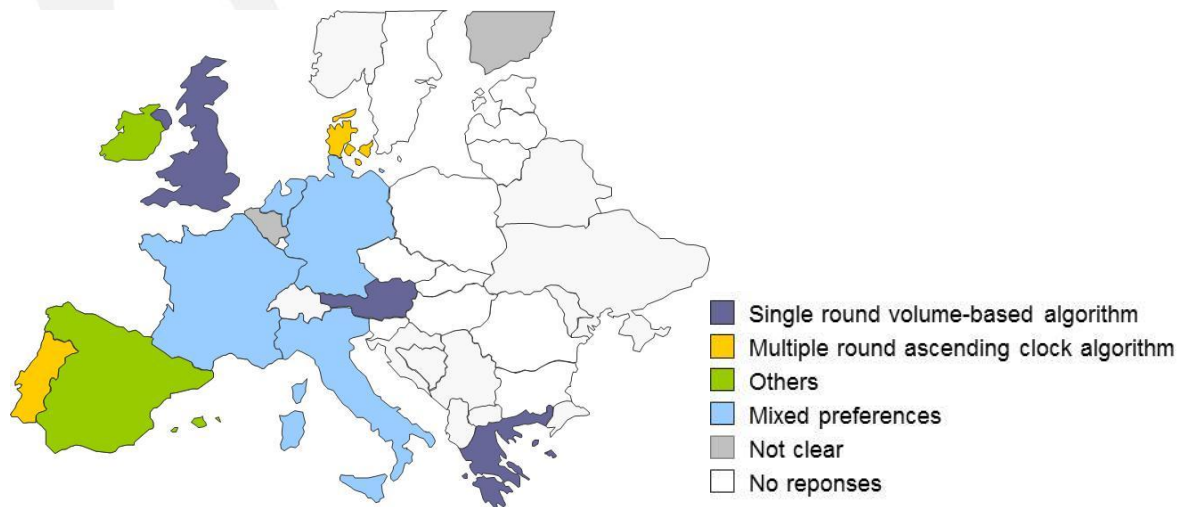 Single round volume-based algorithm
Multiple round ascending clock algorithm
Others
Mixed preferences
Not clear
No reponses